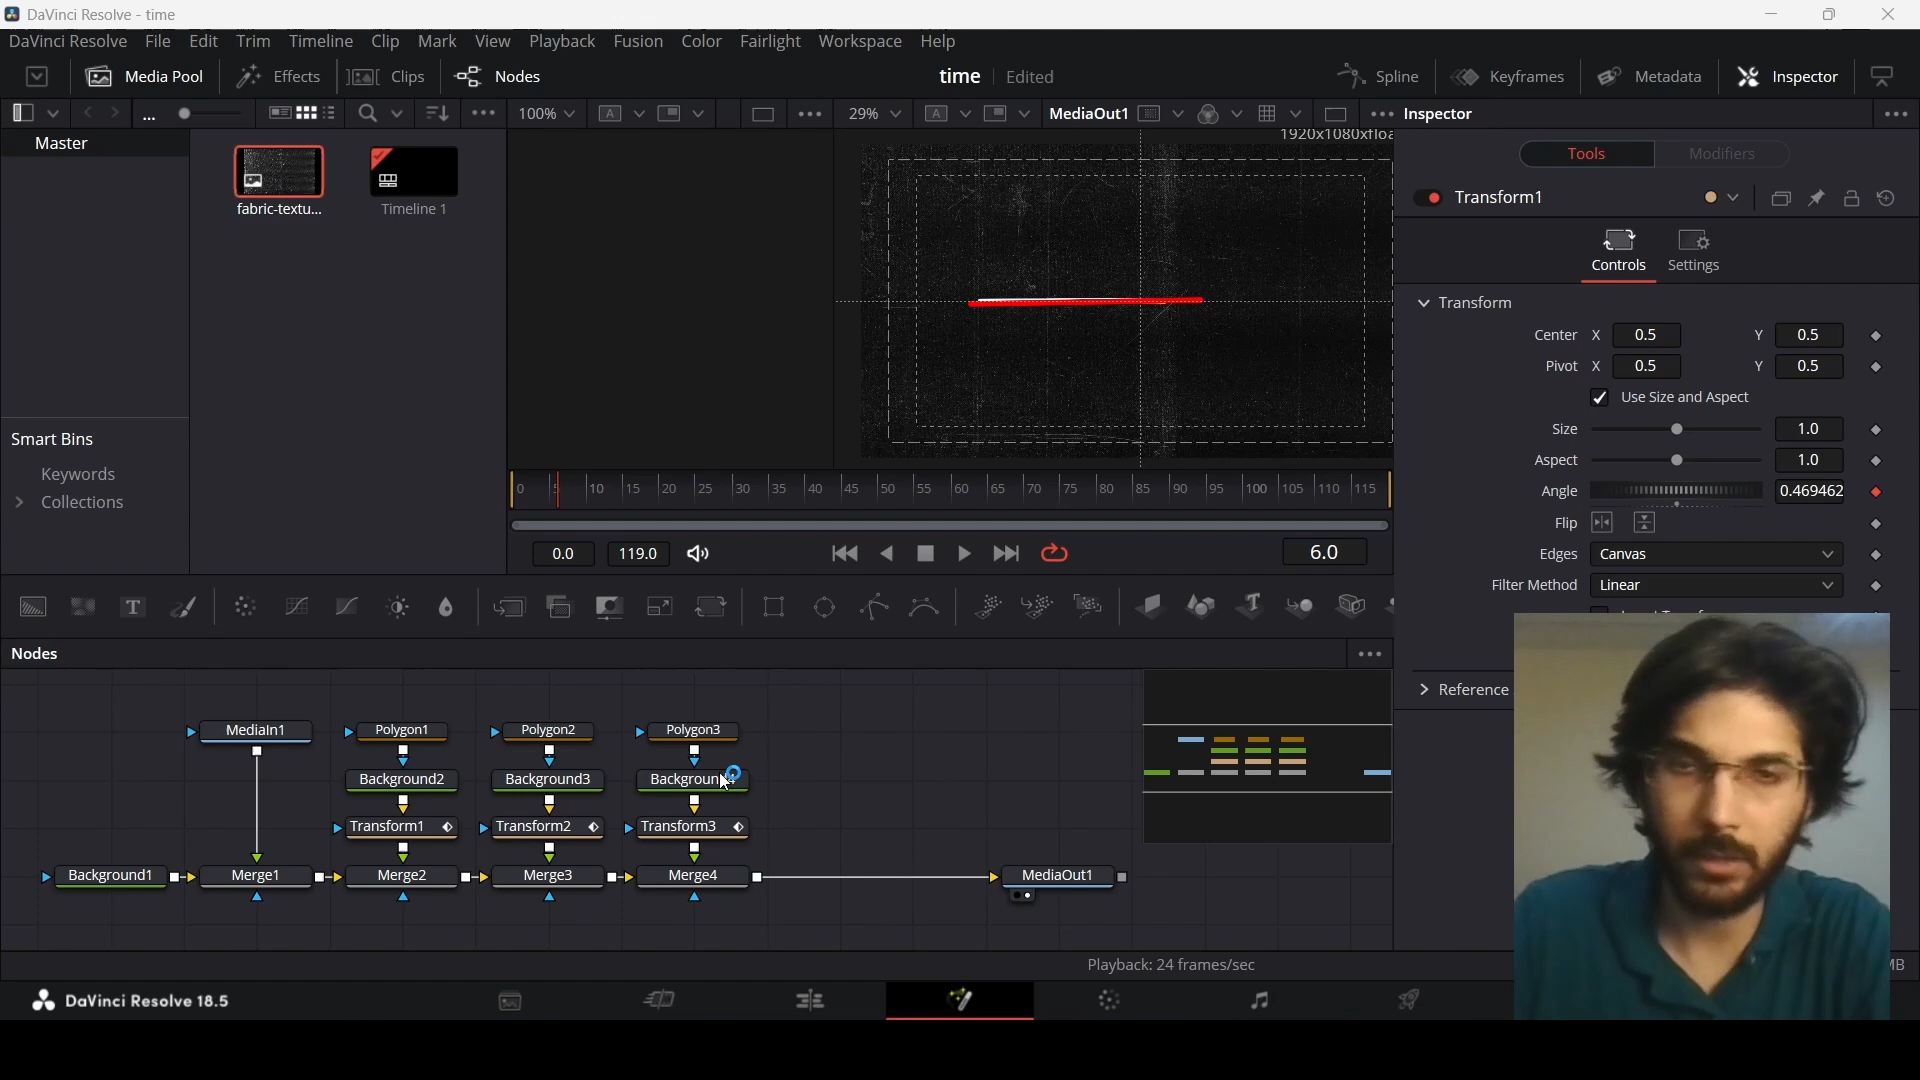 DaVinci Resolve - time
DaVinci Resolve File Edit Trim Timeline Clip Mark View Playback Fusion Color Fairlight Workspace Help
Media Pool Effects Clips Nodes time Edited Spline Keyframes Metadata Inspector
... 100% A 29% A MediaOut1 Inspector
Master
fabric-textu...
Timeline 1
Smart Bins
Keywords
Collections
1920x1080xfloa
0 5 10 15 20 25 30 35 40 45 50 55 60 65 70 75 80 85 90 95 100 105 110 115
0.0 119.0 6.0
Tools Modifiers
Transform1
Controls Settings
Transform
Center X 0.5 Y 0.5
Pivot X 0.5 Y 0.5
Use Size and Aspect
Size 1.0
Aspect 1.0
Angle 0.469462
Flip
Edges Canvas
Filter Method Linear
Reference
Nodes
MediaIn1 Polygon1 Polygon2 Polygon3
Background2 Background3 Background4
Transform1 Transform2 Transform3
Background1 Merge1 Merge2 Merge3 Merge4 MediaOut1
Playback: 24 frames/sec
MB
DaVinci Resolve 18.5